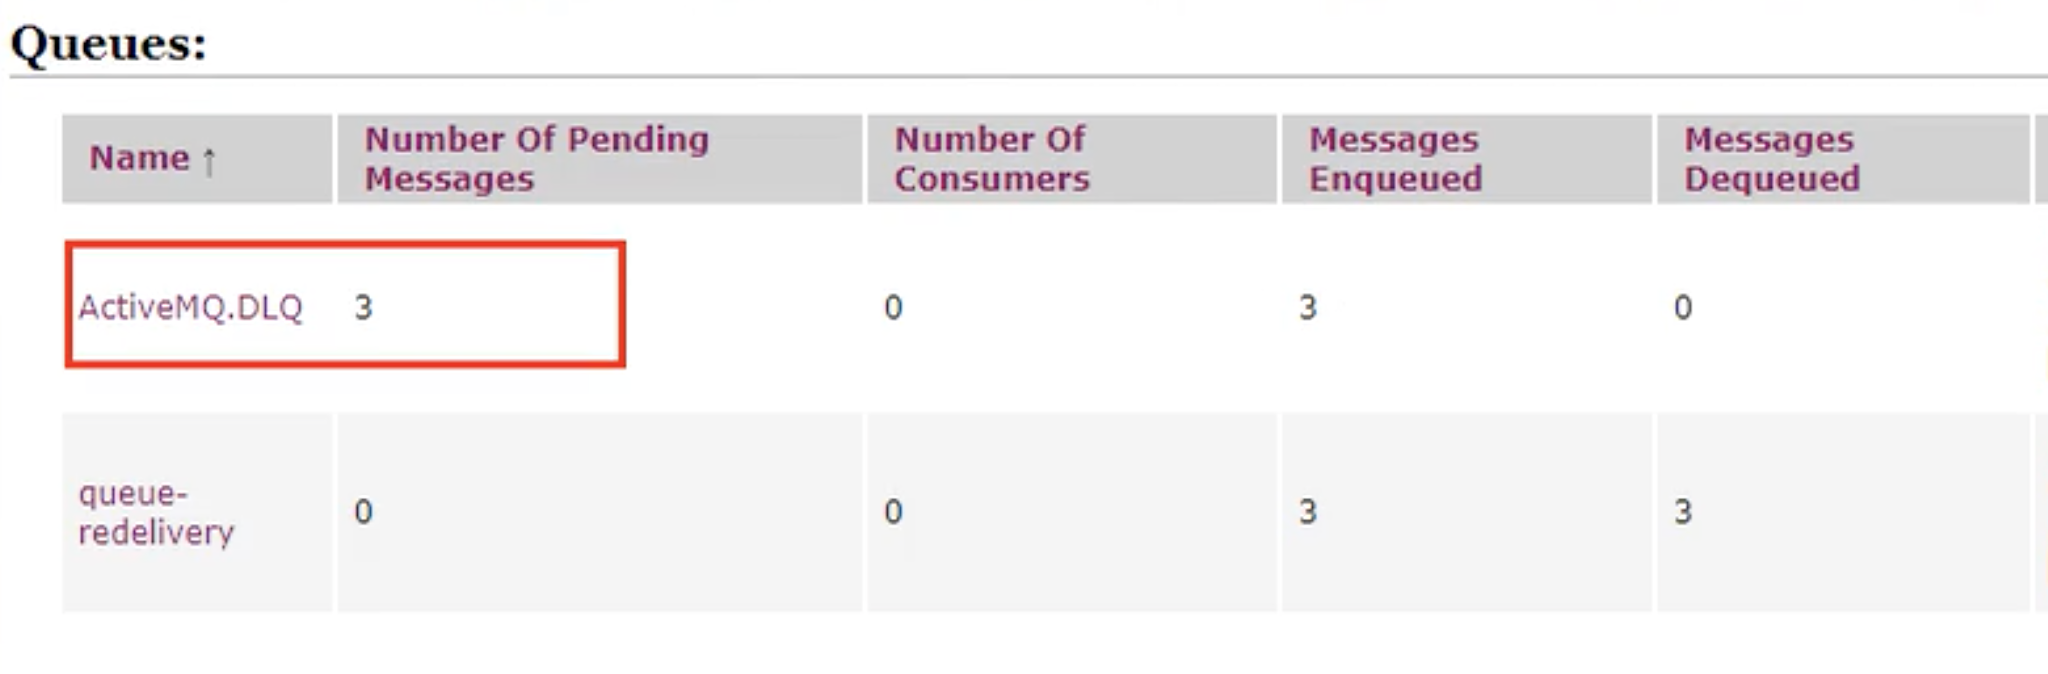 Queues:
Name ↑
Number Of Pending
Messages
Number Of
Consumers
Messages
Enqueued
Messages
Dequeued
ActiveMQ.DLQ 3 0 3 0
queue-
redelivery
0 0 3 3